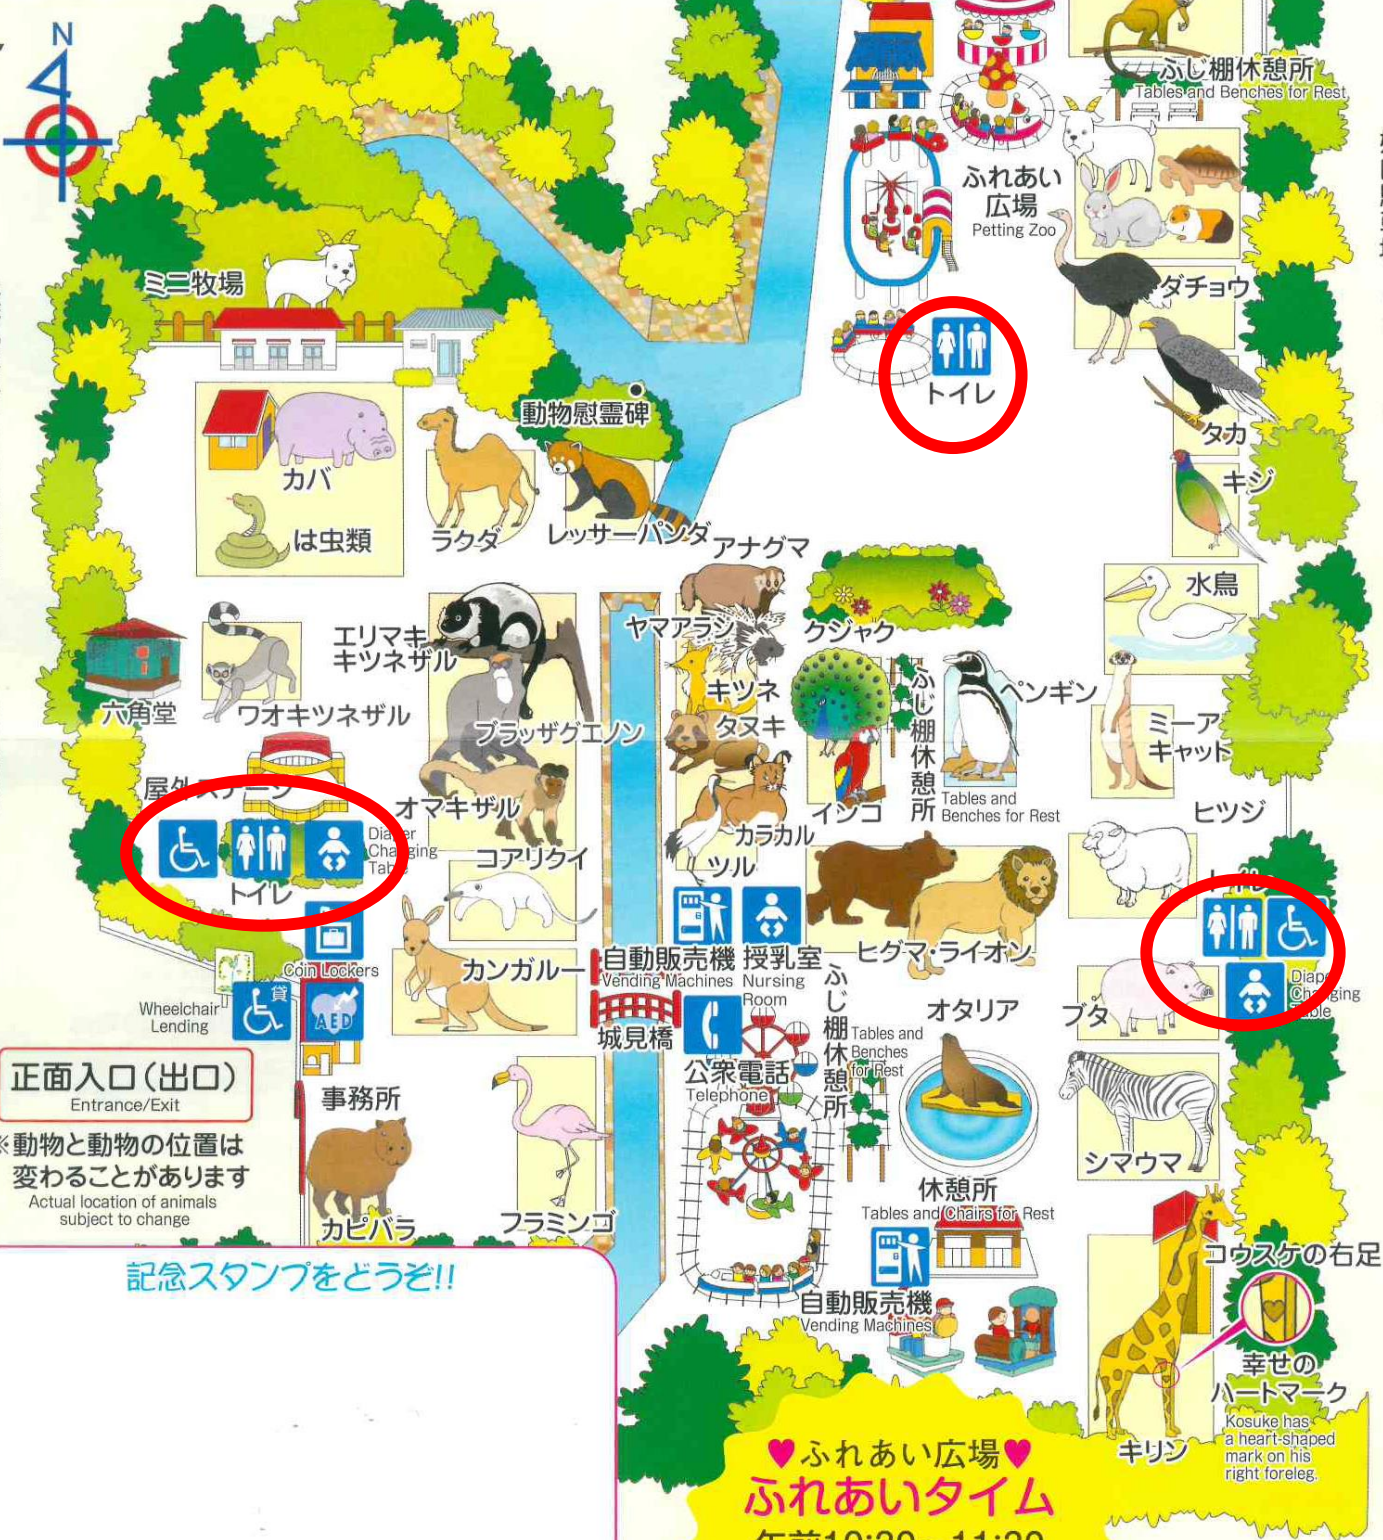 N
ふじ棚休憩所
Tables and Benches for Rest
ふれあい
広場
Petting Zoo
ミニ牧場
ダチョウ
トイレ
動物慰霊碑
タカ
カバ
キジ
は虫類
ラクダ
レッサーパンダ
アナグマ
水鳥
エリマキ
キツネザル
ヤマアラシ
クジャク
キツネ
ペンギン
六角堂
ワオキツネザル
ブラッザグエノン
タヌキ
ふじ棚休憩所
Tables and
Benches for Rest
ミーア
キャット
屋外ステージ
オマキザル
カラカル
インコ
ヒツジ
Diaper
Changing
Table
コアリクイ
ツル
トイレ
トイレ
Coin Lockers
カンガルー
自動販売機
Vending Machines
授乳室
Nursing
Room
ヒグマ・ライオン
Diaper
Changing
Table
Wheelchair
Lending
貸
AED
城見橋
公衆電話
Telephone
ふじ棚休憩所
Tables and
Benches
for Rest
オタリア
ブタ
正面入口(出口)
Entrance/Exit
事務所
※動物と動物の位置は
変わることがあります
Actual location of animals
subject to change
シマウマ
カピバラ
フラミンゴ
休憩所
Tables and Chairs for Rest
記念スタンプをどうぞ!!
自動販売機
Vending Machines
コウスケの右足
幸せの
ハートマーク
Kosuke has
a heart-shaped
mark on his
right foreleg.
キリン
♥ふれあい広場♥
ふれあいタイム
午前10:30~11:30